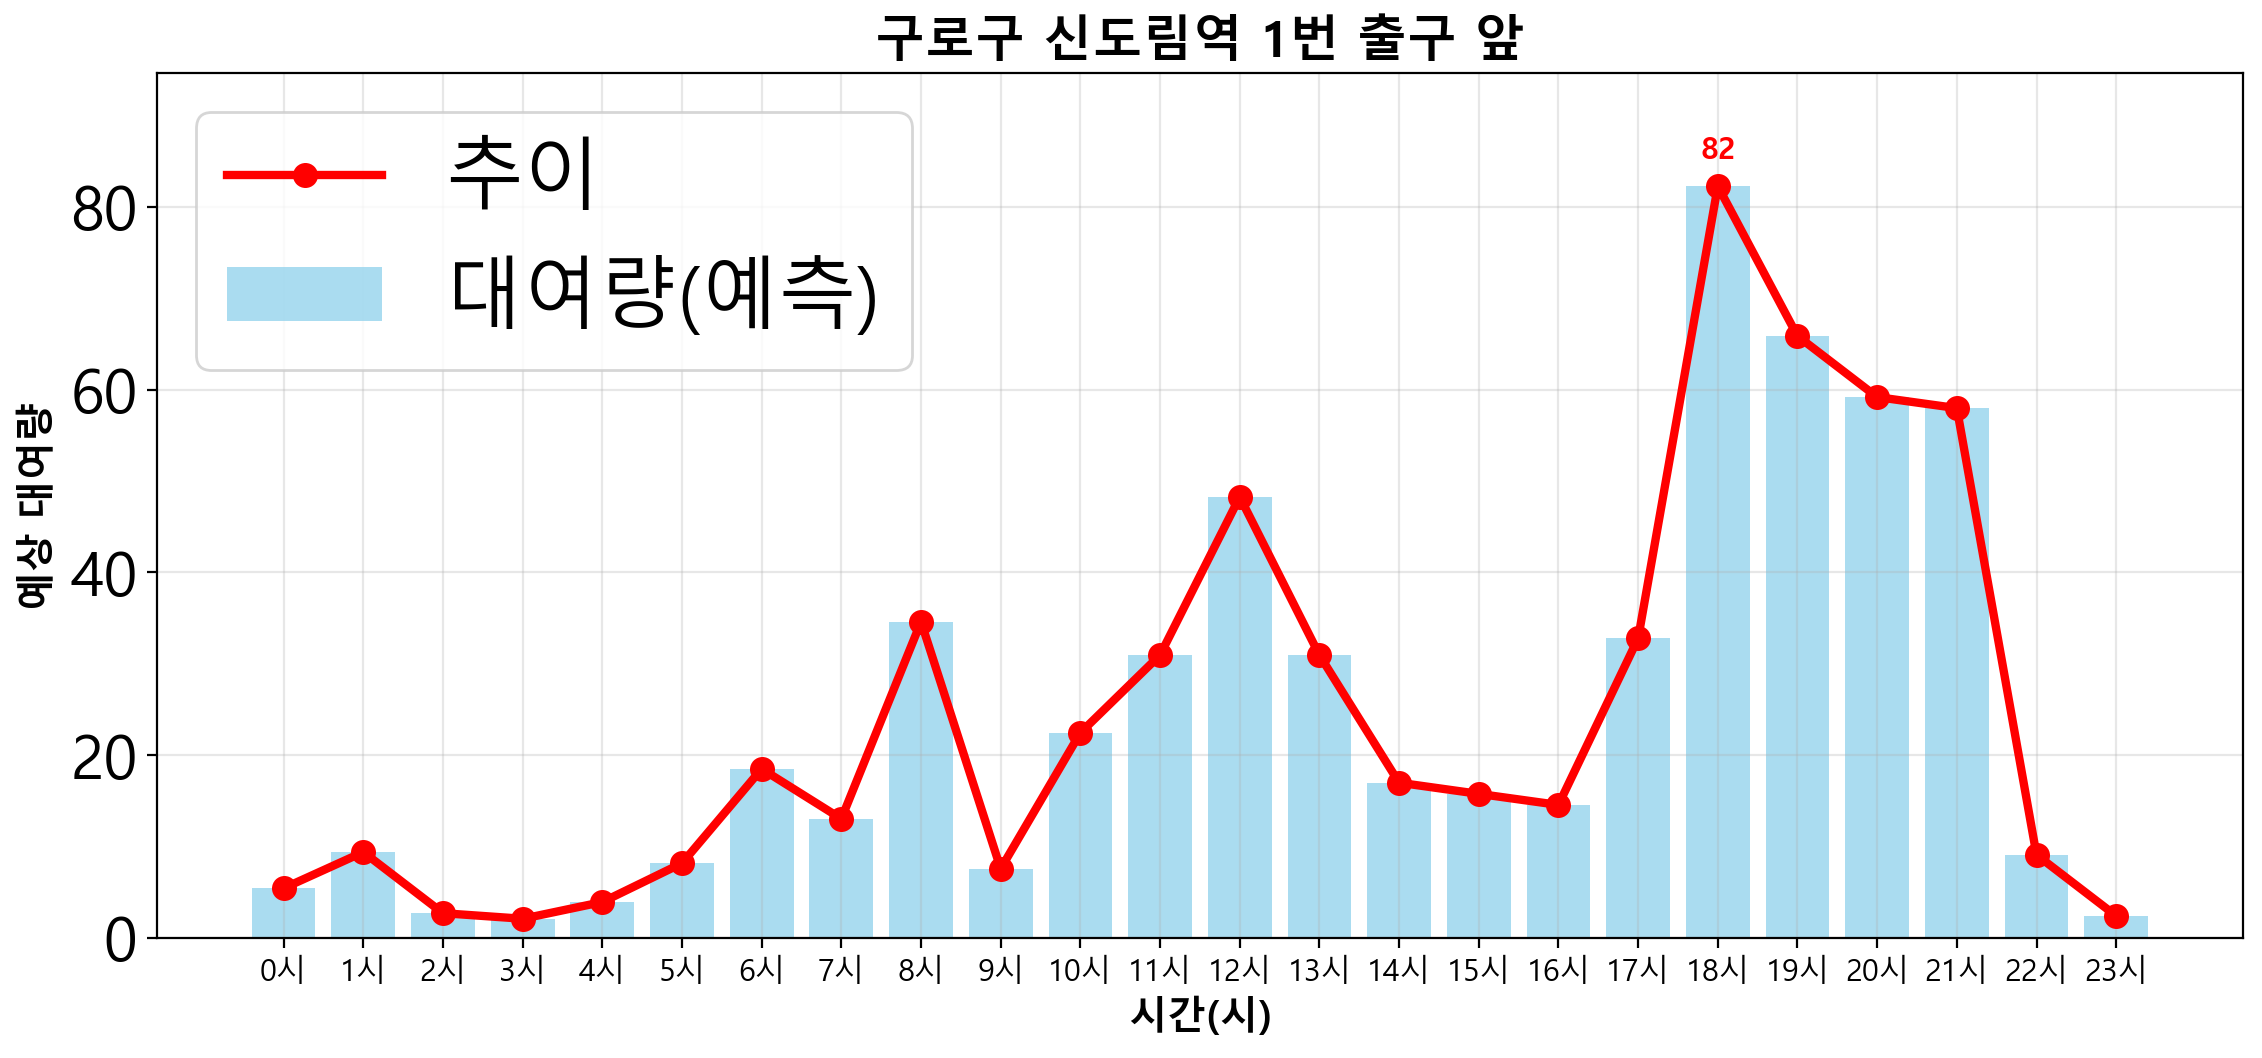 구로구 신도림역 1번 출구 앞
추이
대여량(예측)
82
예상 대여량
80
60
40
20
0
0시 1시 2시 3시 4시 5시 6시 7시 8시 9시 10시 11시 12시 13시 14시 15시 16시 17시 18시 19시 20시 21시 22시 23시
시간(시)